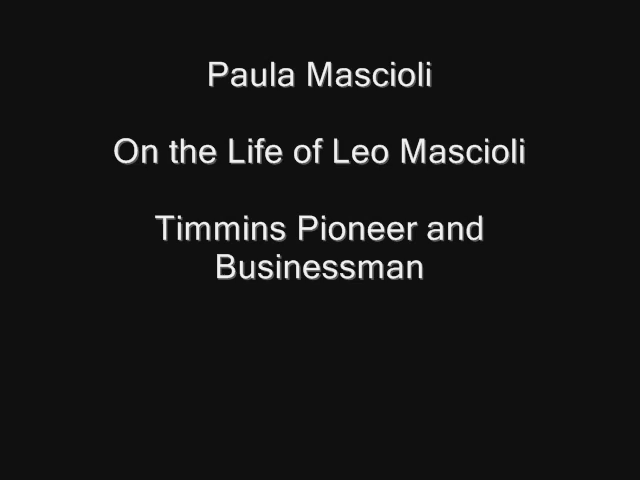 Paula Mascioli
On the Life of Leo Mascioli
Timmins Pioneer and
Businessman